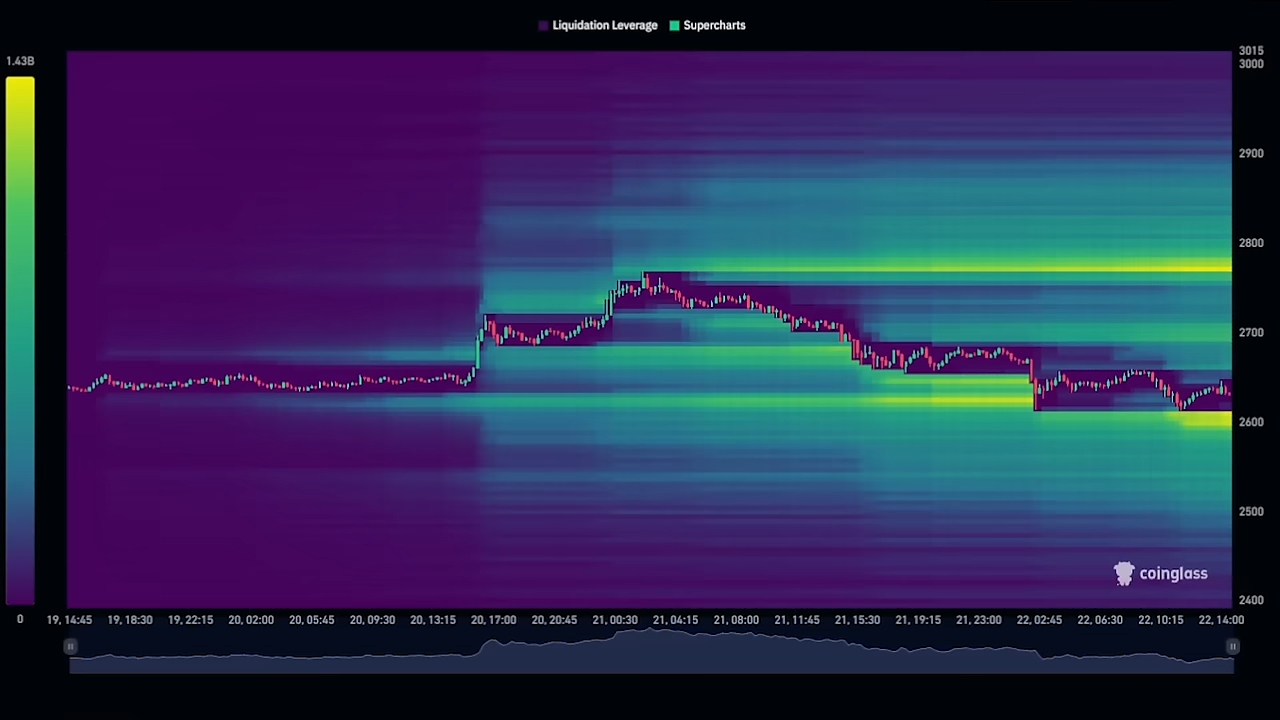 Liquidation Leverage Supercharts
1.43B
3015
3000
2900
2800
2700
2600
2500
2400
coinglass
0
19, 14:45 19, 18:30 19, 22:15 20, 02:00 20, 05:45 20, 09:30 20, 13:15 20, 17:00 20, 20:45 21, 00:30 21, 04:15 21, 08:00 21, 11:45 21, 15:30 21, 19:15 21, 23:00 22, 02:45 22, 06:30 22, 10:15 22, 14:00